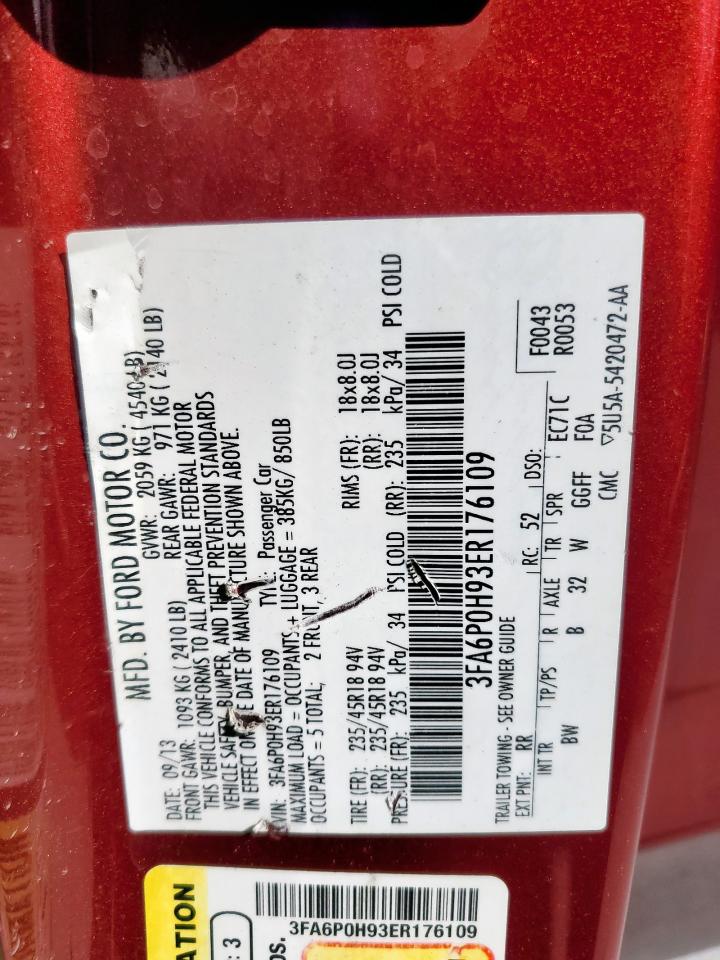 MFD. BY FORD MOTOR CO.
DATE: 09/13 GVWR: 2059 KG ( 4540 LB)
FRONT GAWR: 1093 KG ( 2410 LB) REAR GAWR: 971 KG ( 2140 LB)
THIS VEHICLE CONFORMS TO ALL APPLICABLE FEDERAL MOTOR
VEHICLE SAFETY, BUMPER, AND THEFT PREVENTION STANDARDS
IN EFFECT ON THE DATE OF MANUFACTURE SHOWN ABOVE.
VIN: 3FA6P0H93ER176109 TYPE: Passenger Car
MAXIMUM LOAD = OCCUPANTS + LUGGAGE = 385KG/ 850LB
OCCUPANTS = 5 TOTAL; 2 FRONT, 3 REAR
TIRE (FR): 235/45R18 94V RIMS (FR): 18x8.0J
(RR): 235/45R18 94V (RR): 18x8.0J
PRESSURE (FR): 235 kPa/ 34 PSI COLD (RR): 235 kPa/ 34 PSI COLD
3FA6P0H93ER176109
TRAILER TOWING - SEE OWNER GUIDE
EXT PNT: RR RC: 52 DSO: F0043
INT TR TP/PS R AXLE TR SPR EC71C R0053
BW B 32 W GGFF FOA
CMC ▽5U5A-5420472-AA
ATION
: 3
OS.
3FA6P0H93ER176109